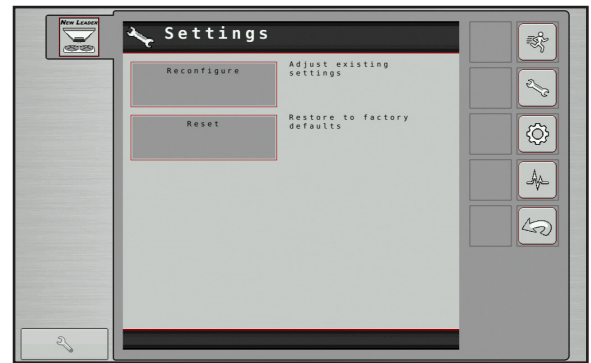 NEW LEADER
Settings
Reconfigure
Adjust existing
settings
Reset
Restore to factory
defaults